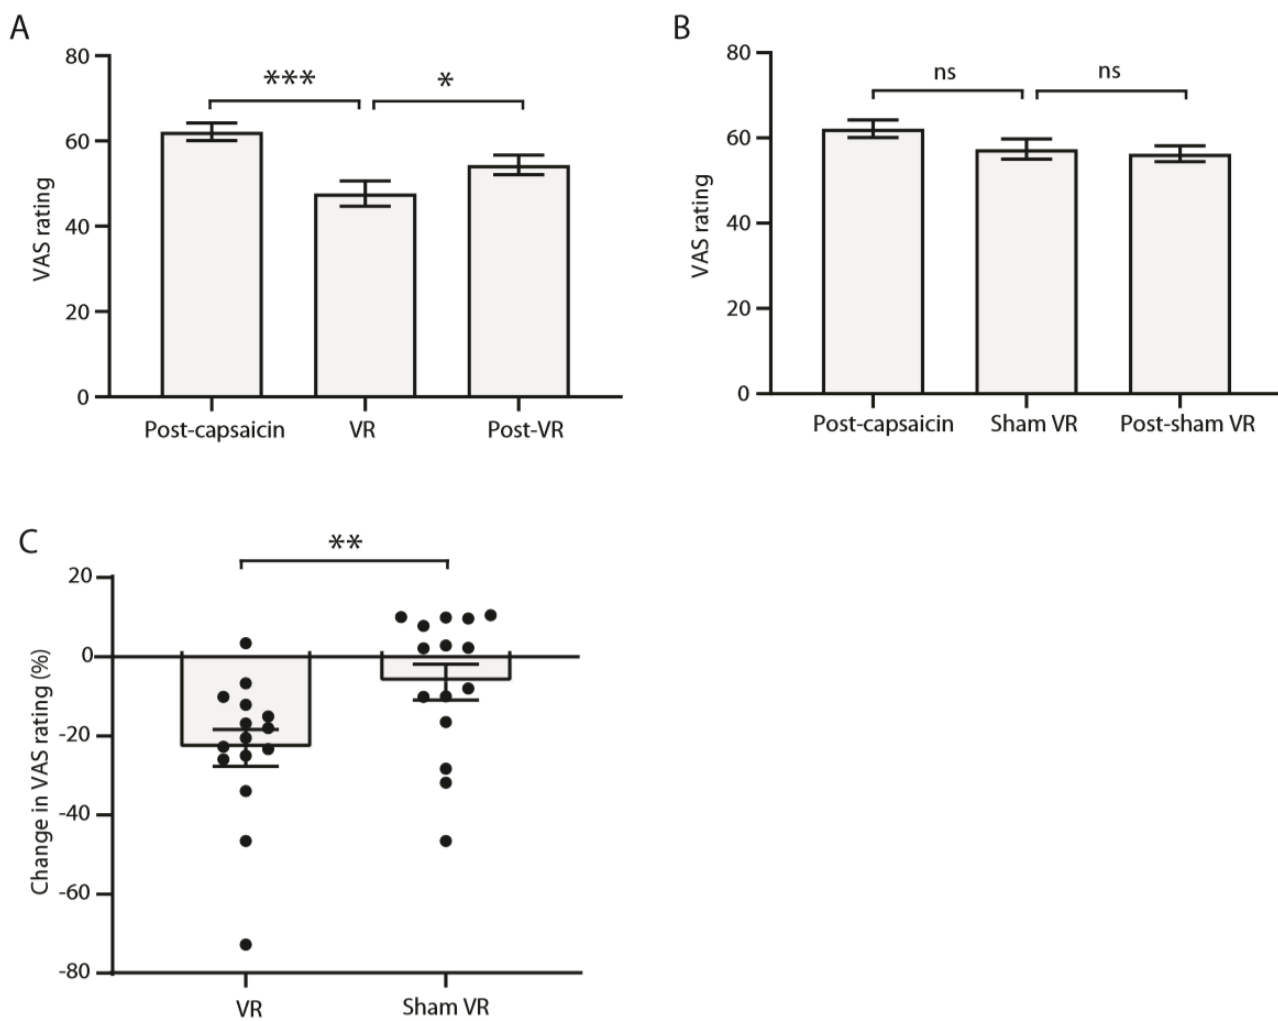 A
VAS rating
80
60
40
20
0
***
*
Post-capsaicin
VR
Post-VR
B
VAS rating
80
60
40
20
0
ns
ns
Post-capsaicin
Sham VR
Post-sham VR
C
Change in VAS rating (%)
20
0
-20
-40
-60
-80
**
VR
Sham VR